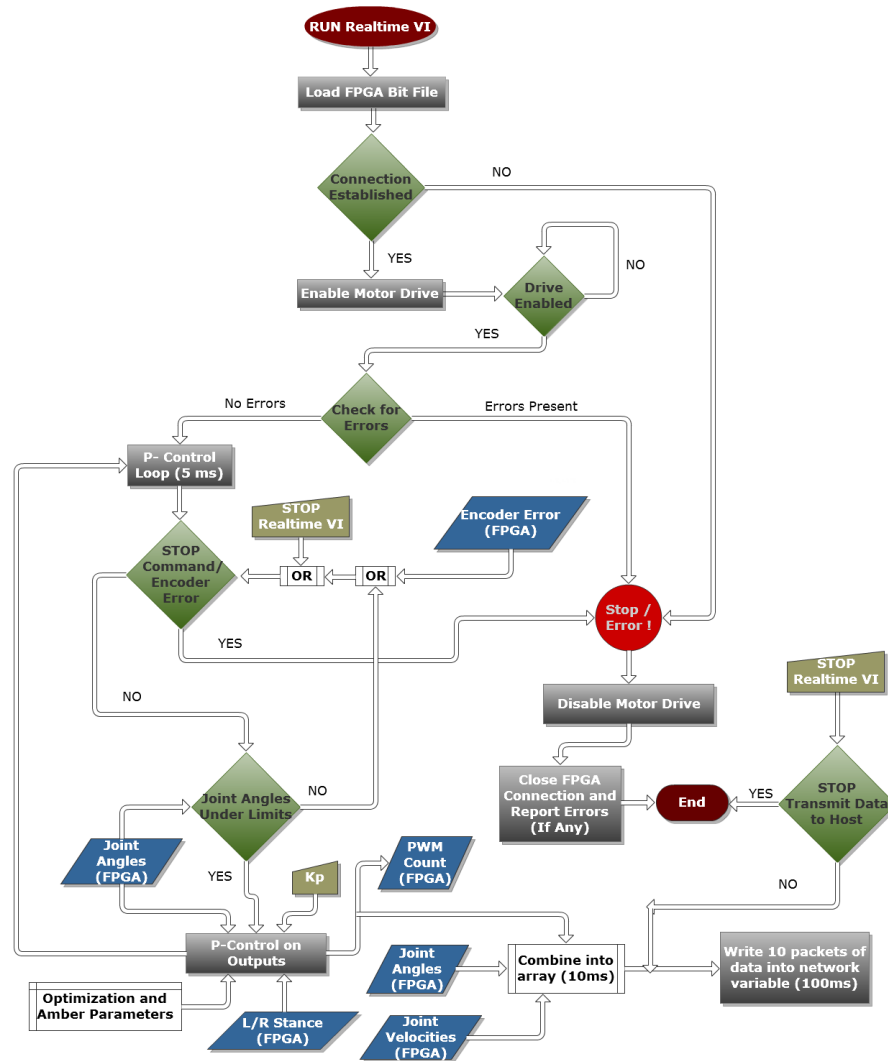 RUN Realtime VI
Load FPGA Bit File
Connection
Established
NO
YES
Enable Motor Drive
Drive
Enabled
NO
YES
Check for
Errors
No Errors
Errors Present
P- Control
Loop (5 ms)
STOP
Realtime VI
Encoder Error
(FPGA)
STOP
Command/
Encoder
Error
OR
OR
Stop /
Error !
YES
NO
STOP
Realtime VI
Disable Motor Drive
Joint Angles
Under Limits
NO
Close FPGA
Connection and
Report Errors
(If Any)
End
YES
STOP
Transmit Data
to Host
Joint
Angles
(FPGA)
YES
Kp
PWM
Count
(FPGA)
NO
P-Control on
Outputs
Joint
Angles
(FPGA)
Combine into
array (10ms)
Write 10 packets of
data into network
variable (100ms)
Optimization and
Amber Parameters
L/R Stance
(FPGA)
Joint
Velocities
(FPGA)